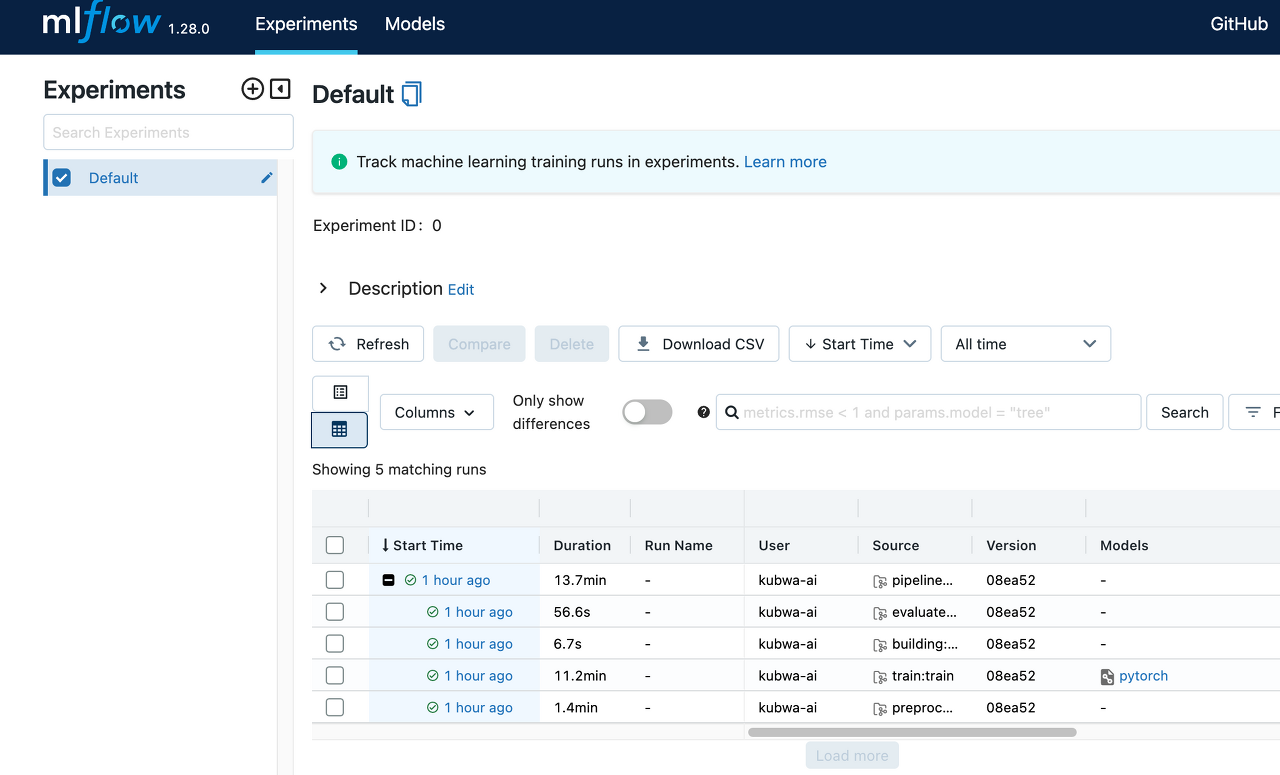 mlflow 1.28.0 Experiments Models GitHub
Experiments
Search Experiments
Default
Default
Track machine learning training runs in experiments. Learn more
Experiment ID: 0
Description Edit
Refresh Compare Delete Download CSV Start Time All time
Columns Only show differences metrics.rmse < 1 and params.model = "tree" Search
Showing 5 matching runs
Start Time Duration Run Name User Source Version Models
1 hour ago 13.7min - kubwa-ai pipeline... 08ea52 -
1 hour ago 56.6s - kubwa-ai evaluate... 08ea52 -
1 hour ago 6.7s - kubwa-ai building:... 08ea52 -
1 hour ago 11.2min - kubwa-ai train:train 08ea52 pytorch
1 hour ago 1.4min - kubwa-ai preproc... 08ea52 -
Load more